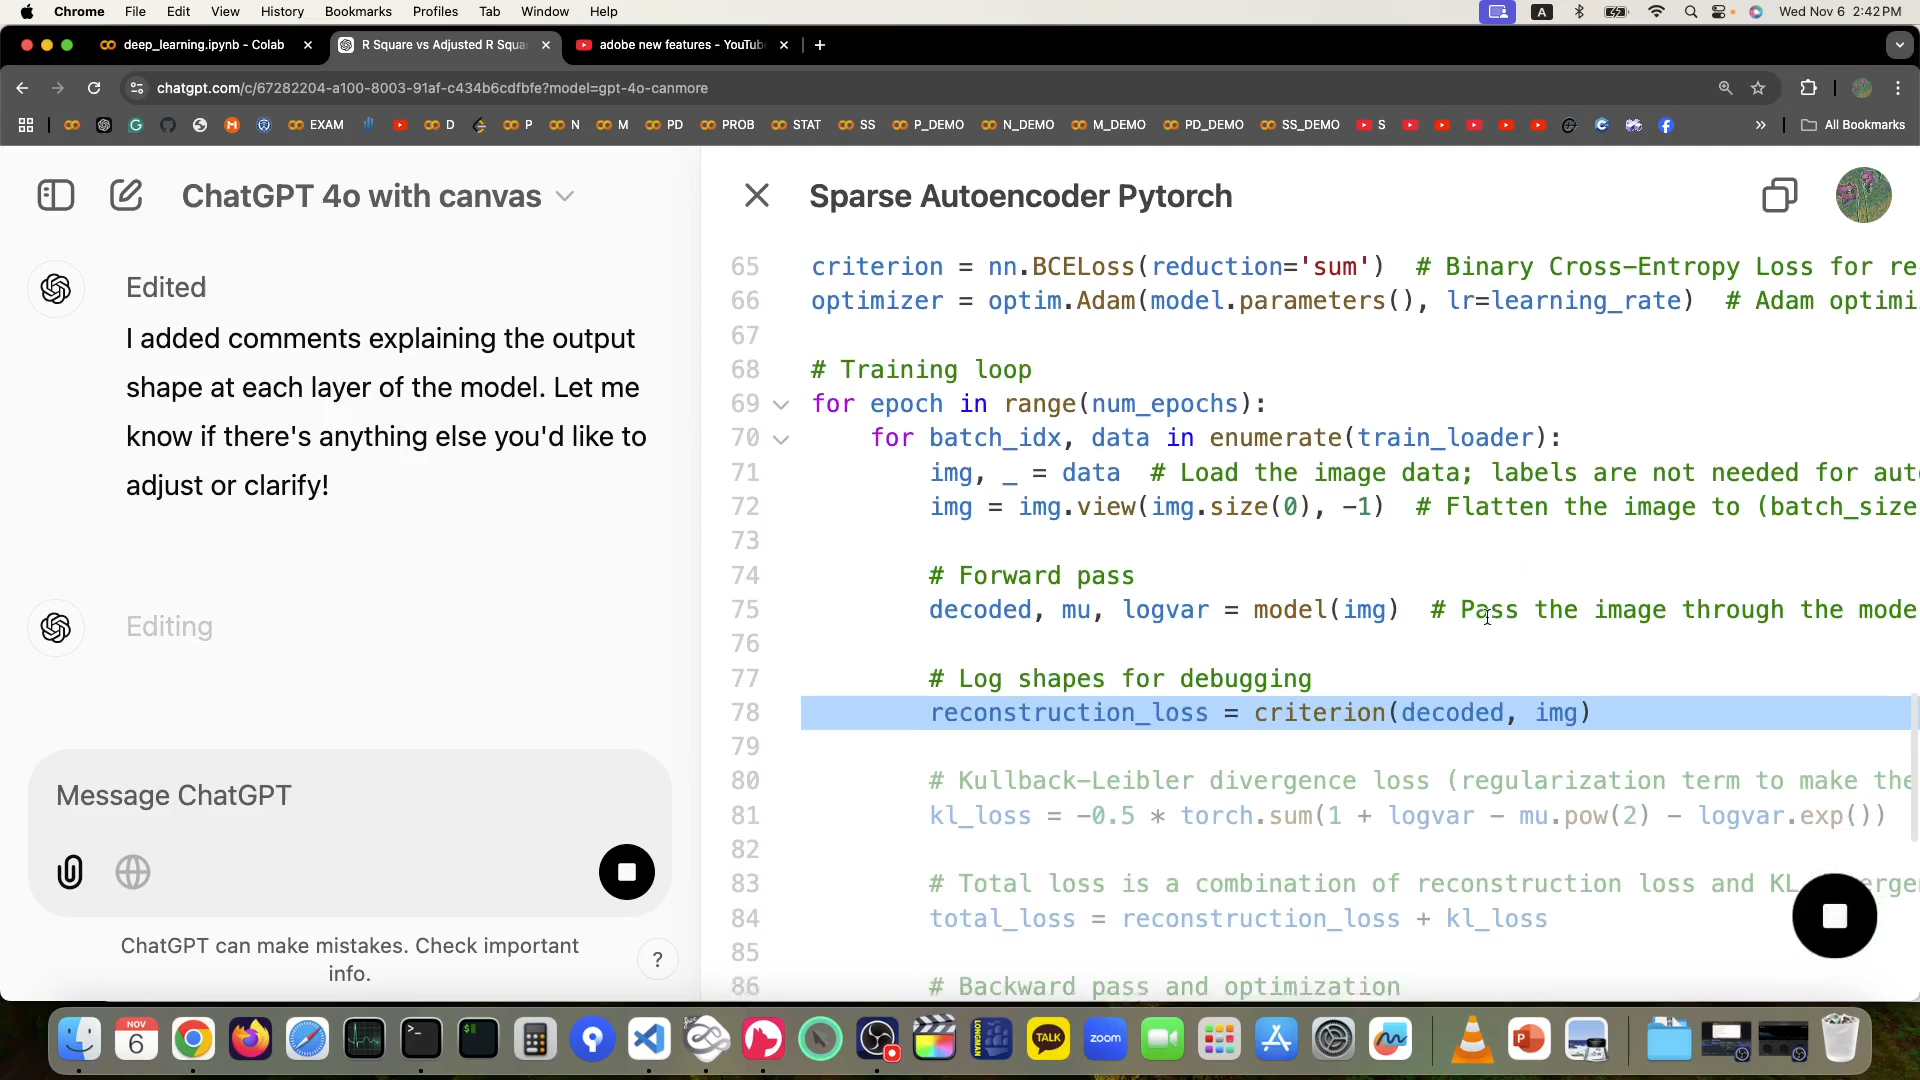 Chrome File Edit View History Bookmarks Profiles Tab Window Help A Wed Nov 6 2:42 PM
deep_learning.ipynb - Colab R Square vs Adjusted R Squa adobe new features - YouTub
chatgpt.com/c/67282204-a100-8003-91af-c434b6cdfbfe?model=gpt-4o-canmore
EXAM D P N M PD PROB STAT SS P_DEMO N_DEMO M_DEMO PD_DEMO SS_DEMO S » All Bookmarks
ChatGPT 4o with canvas
Edited
I added comments explaining the output
shape at each layer of the model. Let me
know if there's anything else you'd like to
adjust or clarify!
Editing
Message ChatGPT
ChatGPT can make mistakes. Check important
info.
?
Sparse Autoencoder Pytorch
65 criterion = nn.BCELoss(reduction='sum') # Binary Cross-Entropy Loss for re
66 optimizer = optim.Adam(model.parameters(), lr=learning_rate) # Adam optimi
67
68 # Training loop
69 for epoch in range(num_epochs):
70 for batch_idx, data in enumerate(train_loader):
71 img, _ = data # Load the image data; labels are not needed for aut
72 img = img.view(img.size(0), -1) # Flatten the image to (batch_size
73
74 # Forward pass
75 decoded, mu, logvar = model(img) # Pass the image through the mode
76
77 # Log shapes for debugging
78 reconstruction_loss = criterion(decoded, img)
79
80 # Kullback-Leibler divergence loss (regularization term to make the
81 kl_loss = -0.5 * torch.sum(1 + logvar - mu.pow(2) - logvar.exp())
82
83 # Total loss is a combination of reconstruction loss and KL
84 total_loss = reconstruction_loss + kl_loss
85
86 # Backward pass and optimization
NOV
6
LONGMAN
TALK
zoom